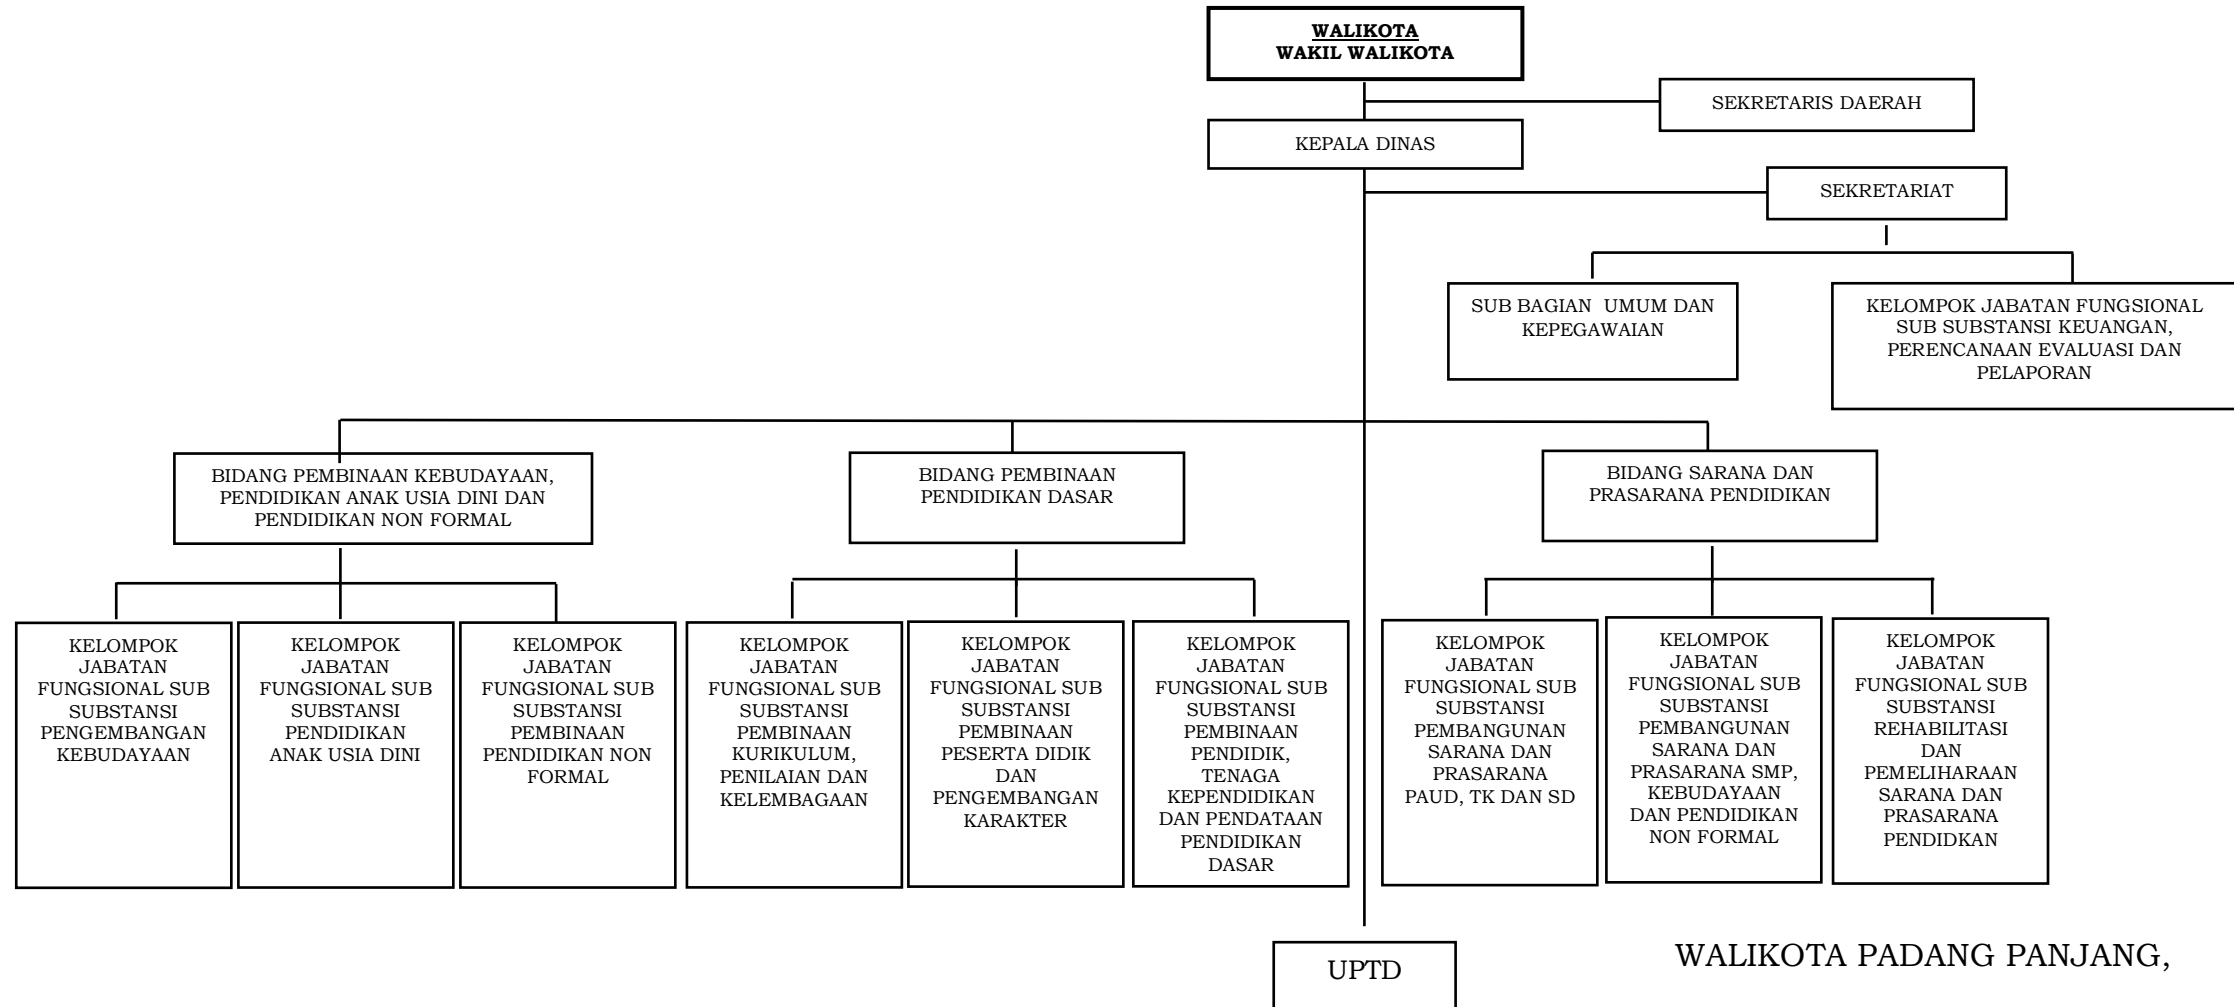 WALIKOTA
WAKIL WALIKOTA
SEKRETARIS DAERAH
KEPALA DINAS
SEKRETARIAT
SUB BAGIAN  UMUM DAN
KEPEGAWAIAN
KELOMPOK JABATAN FUNGSIONAL
SUB SUBSTANSI KEUANGAN,
PERENCANAAN EVALUASI DAN
PELAPORAN
BIDANG PEMBINAAN KEBUDAYAAN,
PENDIDIKAN ANAK USIA DINI DAN
PENDIDIKAN NON FORMAL
BIDANG PEMBINAAN
PENDIDIKAN DASAR
BIDANG SARANA DAN
PRASARANA PENDIDIKAN
KELOMPOK
JABATAN
FUNGSIONAL SUB
SUBSTANSI
PENGEMBANGAN
KEBUDAYAAN
KELOMPOK
JABATAN
FUNGSIONAL SUB
SUBSTANSI
PENDIDIKAN
ANAK USIA DINI
KELOMPOK
JABATAN
FUNGSIONAL SUB
SUBSTANSI
PEMBINAAN
PENDIDIKAN NON
FORMAL
KELOMPOK
JABATAN
FUNGSIONAL SUB
SUBSTANSI
PEMBINAAN
KURIKULUM,
PENILAIAN DAN
KELEMBAGAAN
KELOMPOK
JABATAN
FUNGSIONAL SUB
SUBSTANSI
PEMBINAAN
PESERTA DIDIK
DAN
PENGEMBANGAN
KARAKTER
KELOMPOK
JABATAN
FUNGSIONAL SUB
SUBSTANSI
PEMBINAAN
PENDIDIK,
TENAGA
KEPENDIDIKAN
DAN PENDATAAN
PENDIDIKAN
DASAR
KELOMPOK
JABATAN
FUNGSIONAL SUB
SUBSTANSI
PEMBANGUNAN
SARANA DAN
PRASARANA
PAUD, TK DAN SD
KELOMPOK
JABATAN
FUNGSIONAL SUB
SUBSTANSI
PEMBANGUNAN
SARANA DAN
PRASARANA SMP,
KEBUDAYAAN
DAN PENDIDIKAN
NON FORMAL
KELOMPOK
JABATAN
FUNGSIONAL SUB
SUBSTANSI
REHABILITASI
DAN
PEMELIHARAAN
SARANA DAN
PRASARANA
PENDIDKAN
UPTD
WALIKOTA PADANG PANJANG,